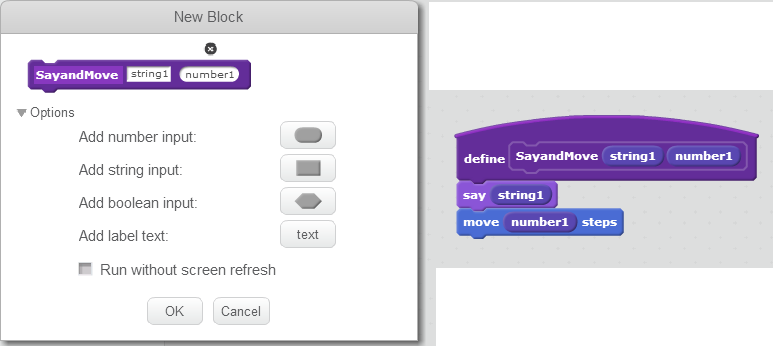 New Block
SayandMove string1 number1
Options
Add number input:
Add string input:
Add boolean input:
Add label text: text
Run without screen refresh
OK Cancel
define SayandMove string1 number1
say string1
move number1 steps